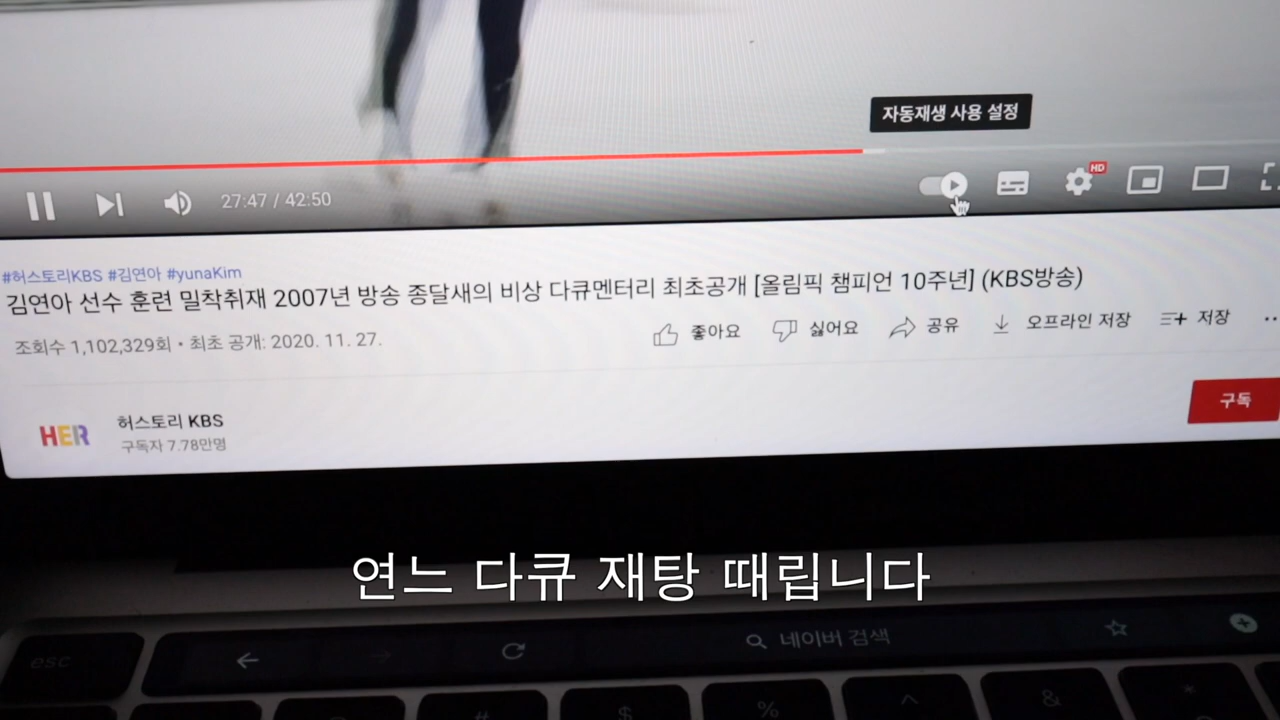 자동재생 사용 설정
HD
27:47 / 42:50
#허스토리KBS #김연아 #yunaKim
김연아 선수 훈련 밀착취재 2007년 방송 종달새의 비상 다큐멘터리 최초공개 [올림픽 챔피언 10주년] (KBS방송)
조회수 1,102,329회 • 최초 공개: 2020. 11. 27.
좋아요 싫어요 공유 오프라인 저장 저장
구독
HER
허스토리 KBS
구독자 7.78만명
연느 다큐 재탕 때립니다
esc
네이버 검색
# $ % ^ & *